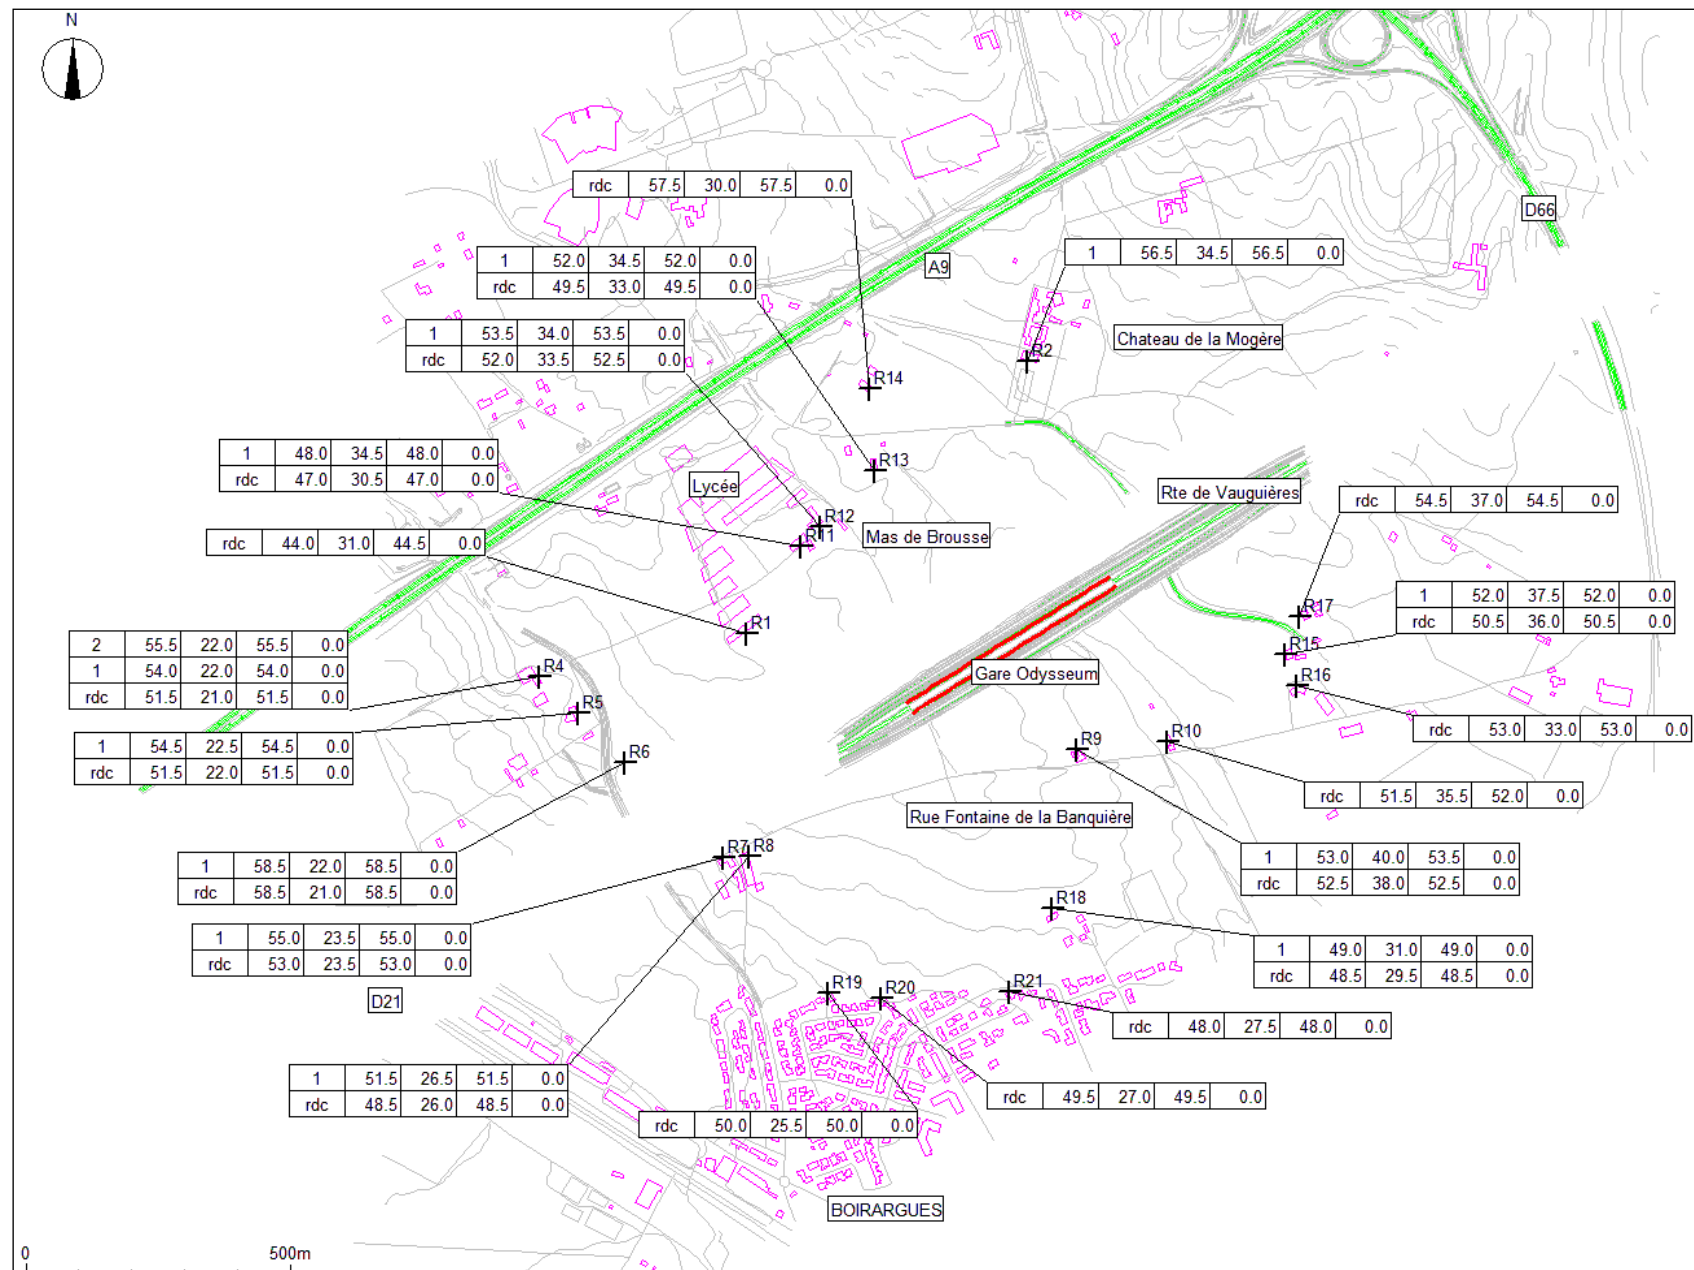 N
D66
rdc 57.5 30.0 57.5 0.0
1 56.5 34.5 56.5 0.0
A9
1 52.0 34.5 52.0 0.0
rdc 49.5 33.0 49.5 0.0
1 53.5 34.0 53.5 0.0
rdc 52.0 33.5 52.5 0.0
Chateau de la Mogère
R2
R14
1 48.0 34.5 48.0 0.0
rdc 47.0 30.5 47.0 0.0
R13
Lycée
Rte de Vauguières
rdc 54.5 37.0 54.5 0.0
R12
R11
Mas de Brousse
rdc 44.0 31.0 44.5 0.0
1 52.0 37.5 52.0 0.0
rdc 50.5 36.0 50.5 0.0
R17
R1
R15
2 55.5 22.0 55.5 0.0
1 54.0 22.0 54.0 0.0
rdc 51.5 21.0 51.5 0.0
R4
Gare Odysseum
R16
R5
rdc 53.0 33.0 53.0 0.0
1 54.5 22.5 54.5 0.0
rdc 51.5 22.0 51.5 0.0
R6
R9
R10
rdc 51.5 35.5 52.0 0.0
Rue Fontaine de la Banquière
R7
R8
1 53.0 40.0 53.5 0.0
rdc 52.5 38.0 52.5 0.0
1 58.5 22.0 58.5 0.0
rdc 58.5 21.0 58.5 0.0
R18
1 55.0 23.5 55.0 0.0
rdc 53.0 23.5 53.0 0.0
1 49.0 31.0 49.0 0.0
rdc 48.5 29.5 48.5 0.0
D21
R19
R20
R21
rdc 48.0 27.5 48.0 0.0
1 51.5 26.5 51.5 0.0
rdc 48.5 26.0 48.5 0.0
rdc 49.5 27.0 49.5 0.0
rdc 50.0 25.5 50.0 0.0
BOIRARGUES
0 500m